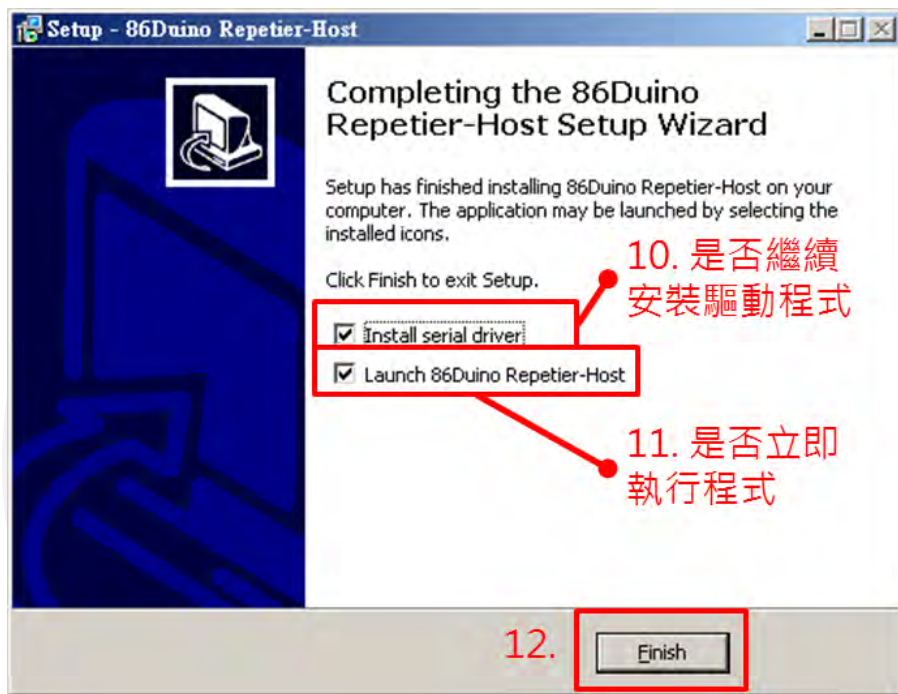 Setup - 86Duino Repetier-Host
Completing the 86Duino
Repetier-Host Setup Wizard
Setup has finished installing 86Duino Repetier-Host on your
computer. The application may be launched by selecting the
installed icons.
Click Finish to exit Setup.
10. 是否繼續
安裝驅動程式
Install serial driver
Launch 86Duino Repetier-Host
11. 是否立即
執行程式
12.
Finish